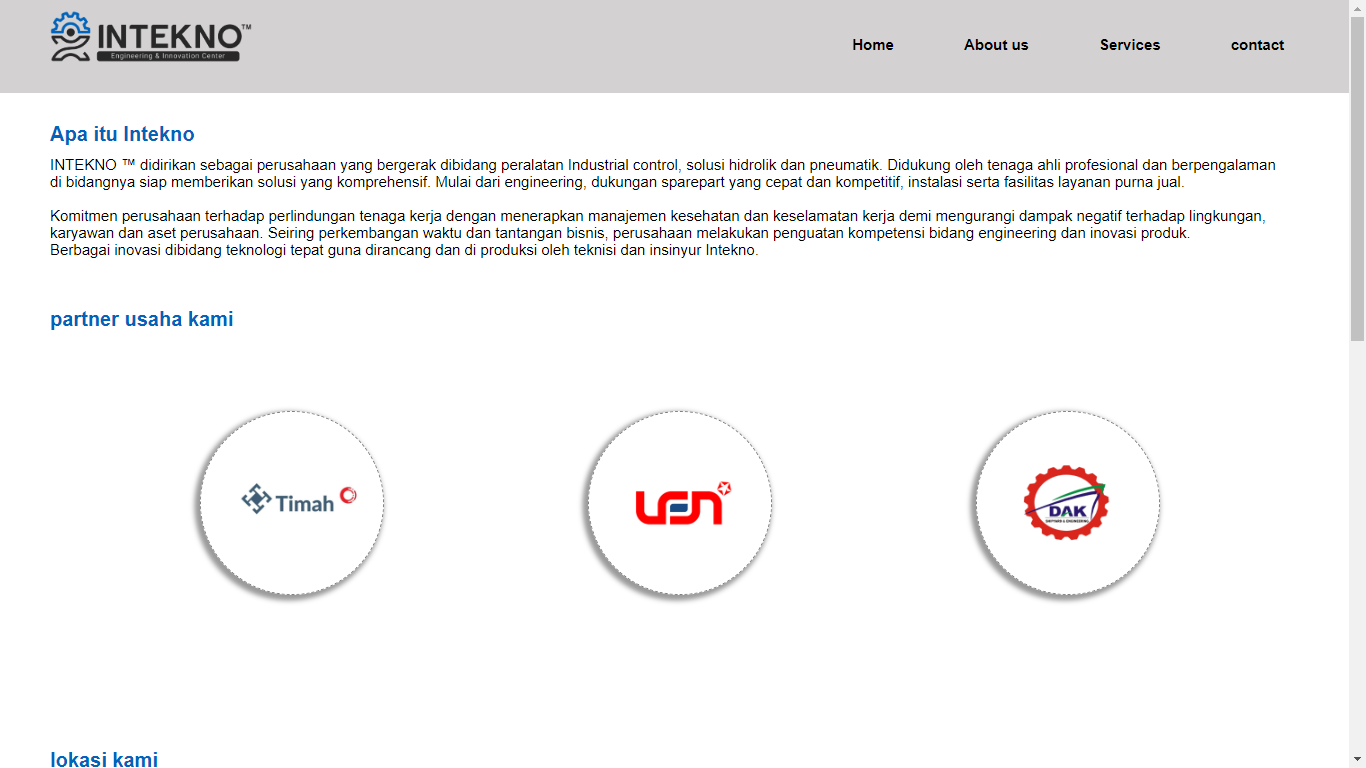 INTEKNO™
Engineering & Innovation Center
Home
About us
Services
contact
Apa itu Intekno
INTEKNO ™ didirikan sebagai perusahaan yang bergerak dibidang peralatan Industrial control, solusi hidrolik dan pneumatik. Didukung oleh tenaga ahli profesional dan berpengalaman
di bidangnya siap memberikan solusi yang komprehensif. Mulai dari engineering, dukungan sparepart yang cepat dan kompetitif, instalasi serta fasilitas layanan purna jual.
Komitmen perusahaan terhadap perlindungan tenaga kerja dengan menerapkan manajemen kesehatan dan keselamatan kerja demi mengurangi dampak negatif terhadap lingkungan,
karyawan dan aset perusahaan. Seiring perkembangan waktu dan tantangan bisnis, perusahaan melakukan penguatan kompetensi bidang engineering dan inovasi produk.
Berbagai inovasi dibidang teknologi tepat guna dirancang dan di produksi oleh teknisi dan insinyur Intekno.
partner usaha kami
Timah
Len
DAK
SHIPYARD & ENGINEERING
lokasi kami